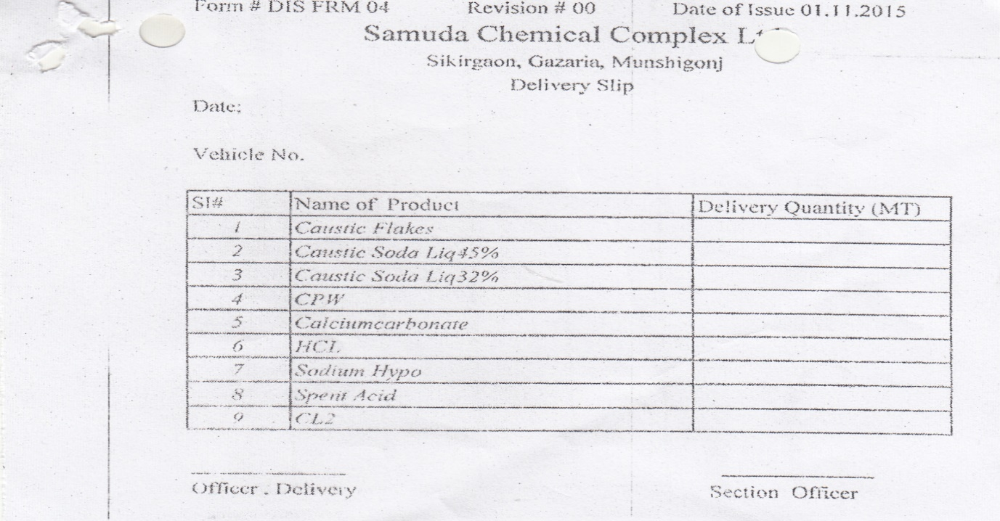 Form # DIS FRM 04 Revision # 00 Date of Issue 01.11.2015
Samuda Chemical Complex
Sikirgaon, Gazaria, Munshigonj
Delivery Slip
Date:
Vehicle No.
Sl# Name of Product Delivery Quantity (MT)
1 Caustic Flakes
2 Caustic Soda Liq45%
3 Caustic Soda Liq32%
4 CPW
5 Calciumcarbonate
6 HCL
7 Sodium Hypo
8 Spent Acid
9 CL2
Officer . Delivery Section Officer